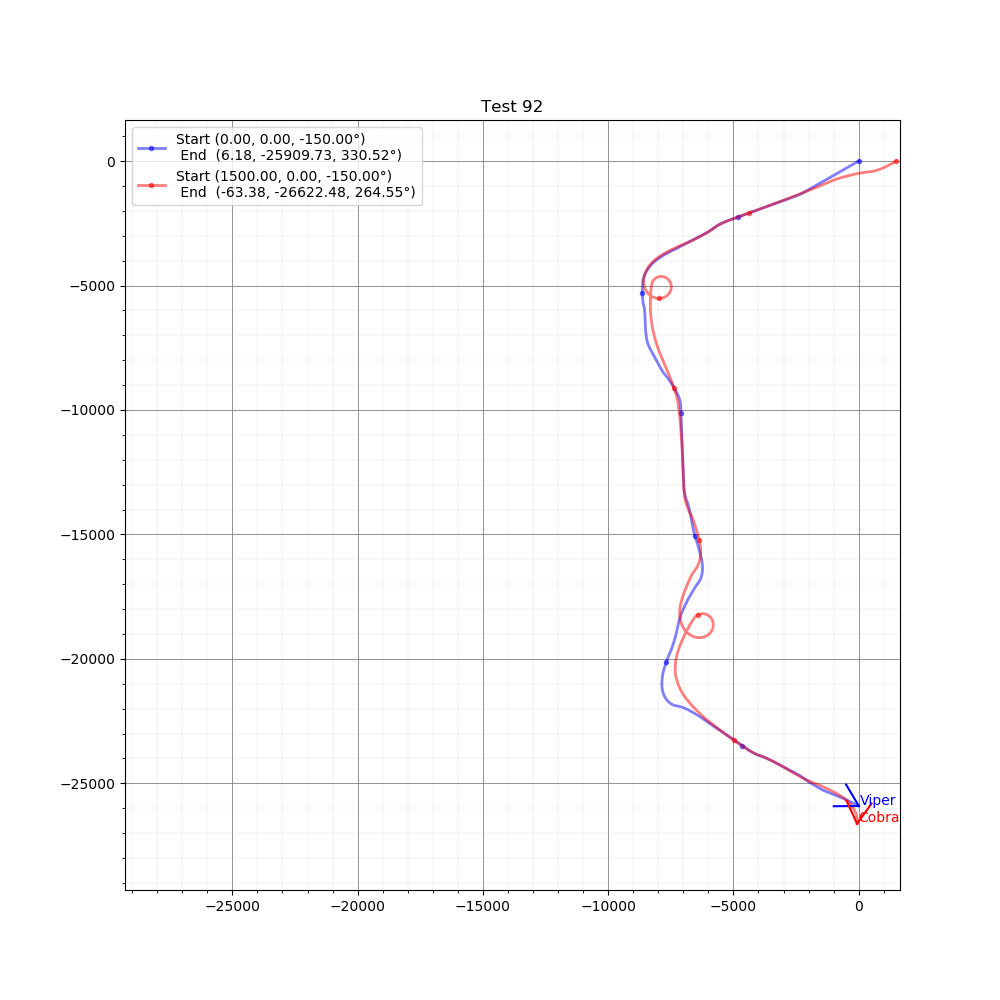 Test 92
Start (0.00, 0.00, -150.00°)
End (6.18, -25909.73, 330.52°)
Start (1500.00, 0.00, -150.00°)
End (-63.38, -26622.48, 264.55°)
0
−5000
−10000
−15000
−20000
−25000
Viper
Cobra
−25000 −20000 −15000 −10000 −5000 0